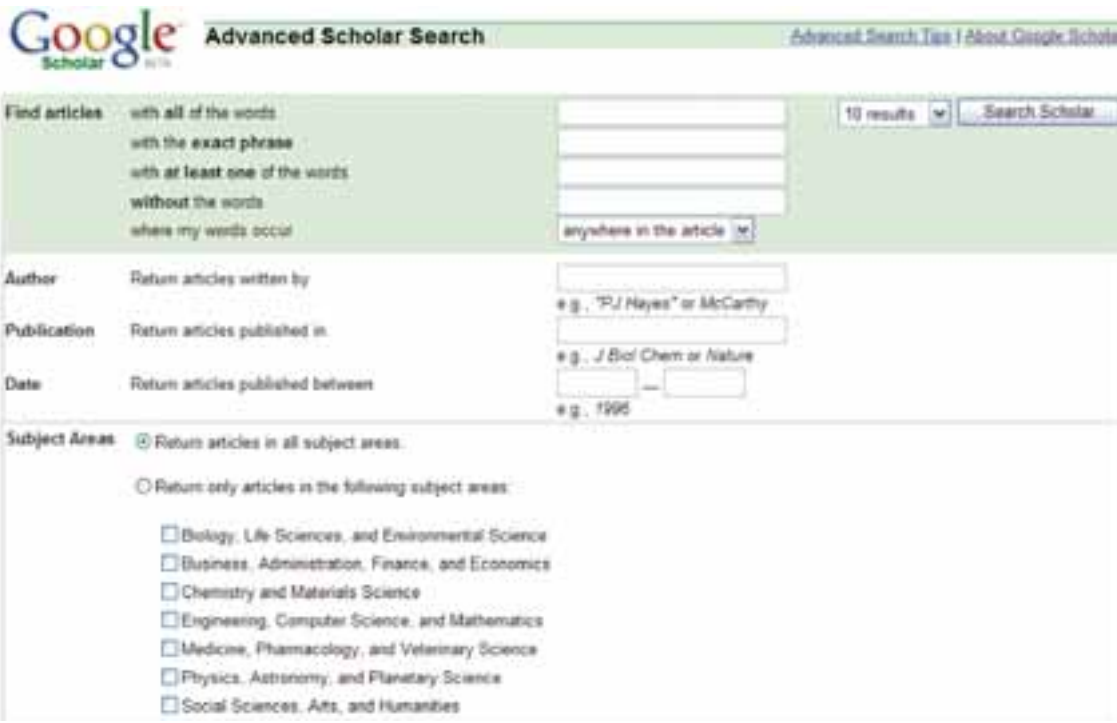 Google Scholar BETA
Advanced Scholar Search
Advanced Search Tips | About Google Schola
Find articles with all of the words 10 results Search Scholar
with the exact phrase
with at least one of the words
without the words
where my words occur anywhere in the article
Author Return articles written by
e.g., "PJ Hayes" or McCarthy
Publication Return articles published in
e.g., J Biol Chem or Nature
Date Return articles published between —
e.g., 1996
Subject Areas Return articles in all subject areas.
Return only articles in the following subject areas:
Biology, Life Sciences, and Environmental Science
Business, Administration, Finance, and Economics
Chemistry and Materials Science
Engineering, Computer Science, and Mathematics
Medicine, Pharmacology, and Veterinary Science
Physics, Astronomy, and Planetary Science
Social Sciences, Arts, and Humanities